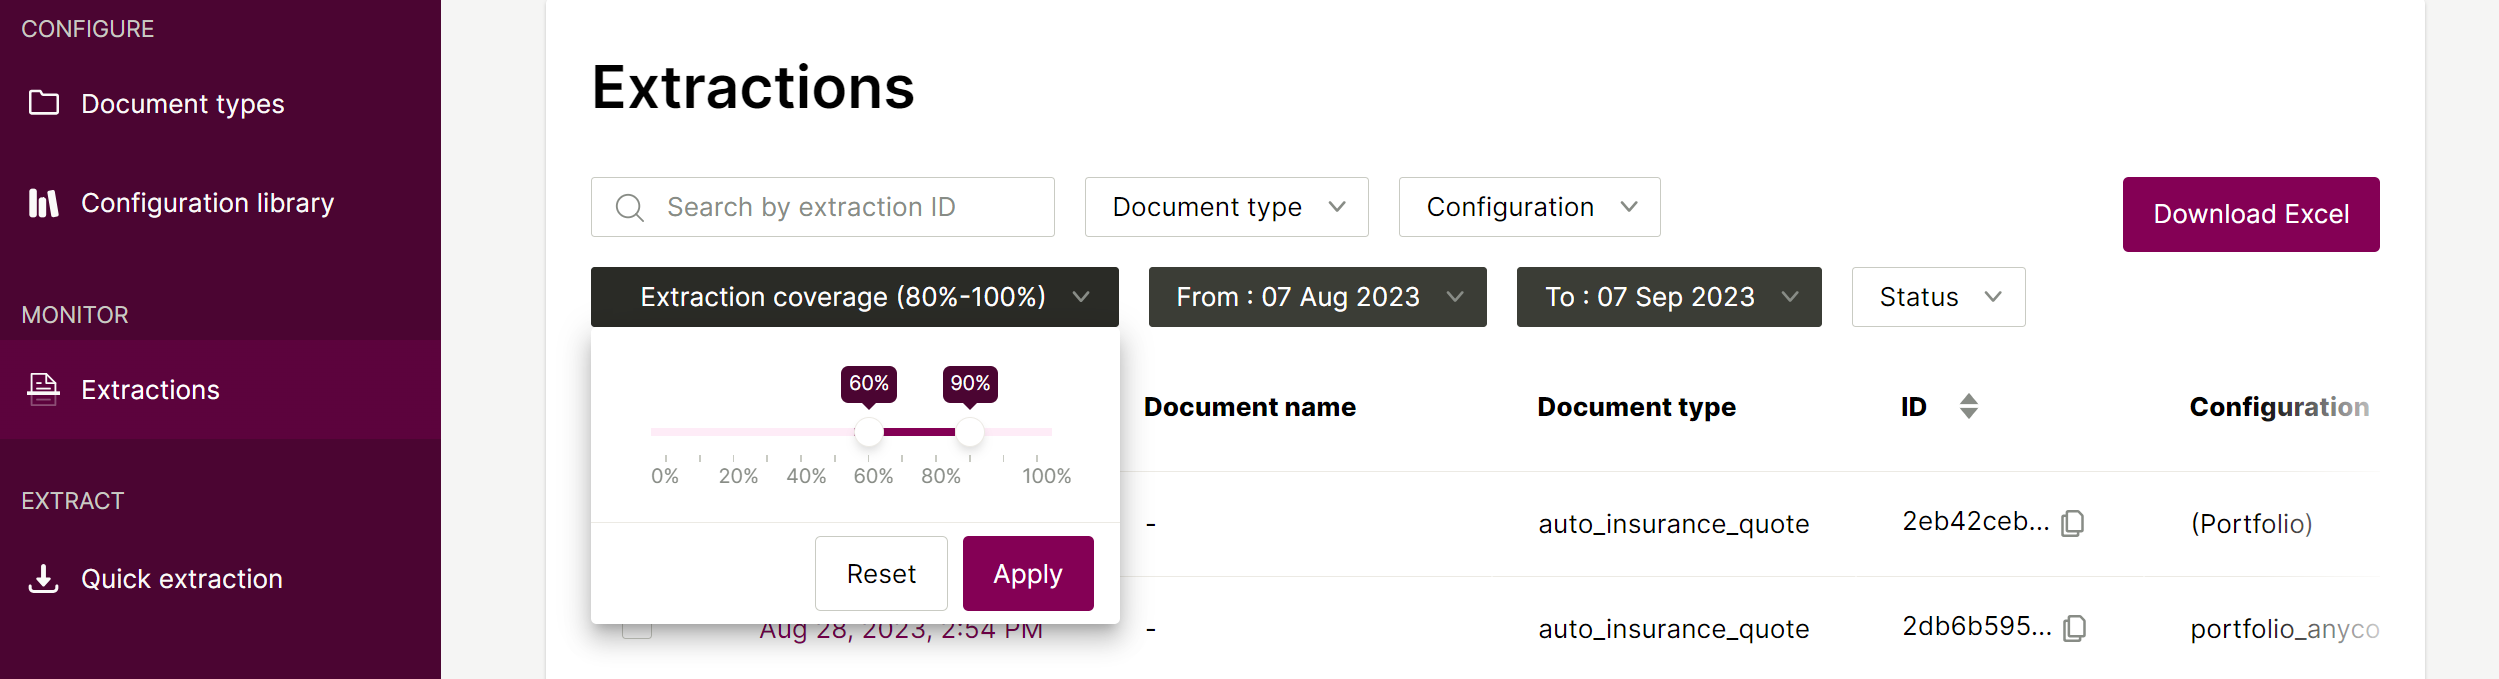 CONFIGURE
Document types
Configuration library
MONITOR
Extractions
EXTRACT
Quick extraction
Extractions
Search by extraction ID
Document type
Configuration
Download Excel
Extraction coverage (80%-100%)
From : 07 Aug 2023
To : 07 Sep 2023
Status
60% 90%
0% 20% 40% 60% 80% 100%
Reset Apply
Document name Document type ID Configuration
- auto_insurance_quote 2eb42ceb... (Portfolio)
Aug 28, 2023, 2:54 PM - auto_insurance_quote 2db6b595... portfolio_anyco